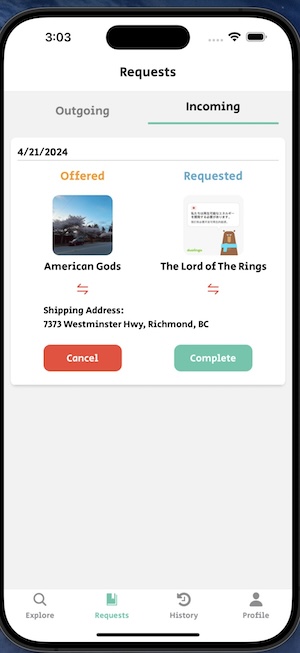 3:03
Requests
Outgoing
Incoming
4/21/2024
Offered
Requested
American Gods
The Lord of The Rings
Shipping Address:
7373 Westminster Hwy, Richmond, BC
Cancel
Complete
Explore
Requests
History
Profile